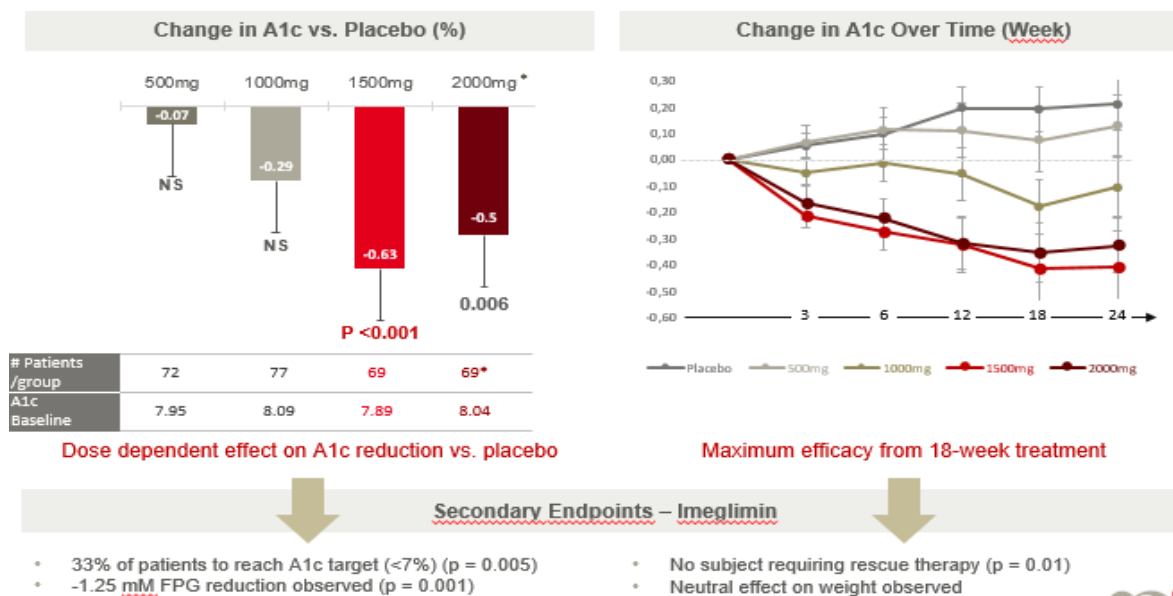 Change in A1c vs. Placebo (%)
500mg 1000mg 1500mg 2000mg *
-0.07
-0.29
-0.63
-0.5
NS
NS
P <0.001
0.006
# Patients /group 72 77 69 69*
A1c Baseline 7.95 8.09 7.89 8.04
Dose dependent effect on A1c reduction vs. placebo
Change in A1c Over Time (Week)
0,30
0,20
0,10
0,00
-0,10
-0,20
-0,30
-0,40
-0,50
-0,60
3 6 12 18 24
Placebo 500mg 1000mg 1500mg 2000mg
Maximum efficacy from 18-week treatment
Secondary Endpoints – Imeglimin
• 33% of patients to reach A1c target (<7%) (p = 0.005)
• -1.25 mM FPG reduction observed (p = 0.001)
• No subject requiring rescue therapy (p = 0.01)
• Neutral effect on weight observed